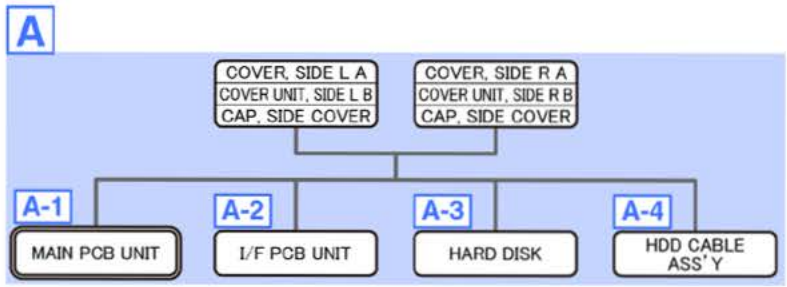 A
COVER, SIDE L A
COVER UNIT, SIDE L B
CAP, SIDE COVER
COVER, SIDE R A
COVER UNIT, SIDE R B
CAP, SIDE COVER
A-1
MAIN PCB UNIT
A-2
I/F PCB UNIT
A-3
HARD DISK
A-4
HDD CABLE
ASS'Y